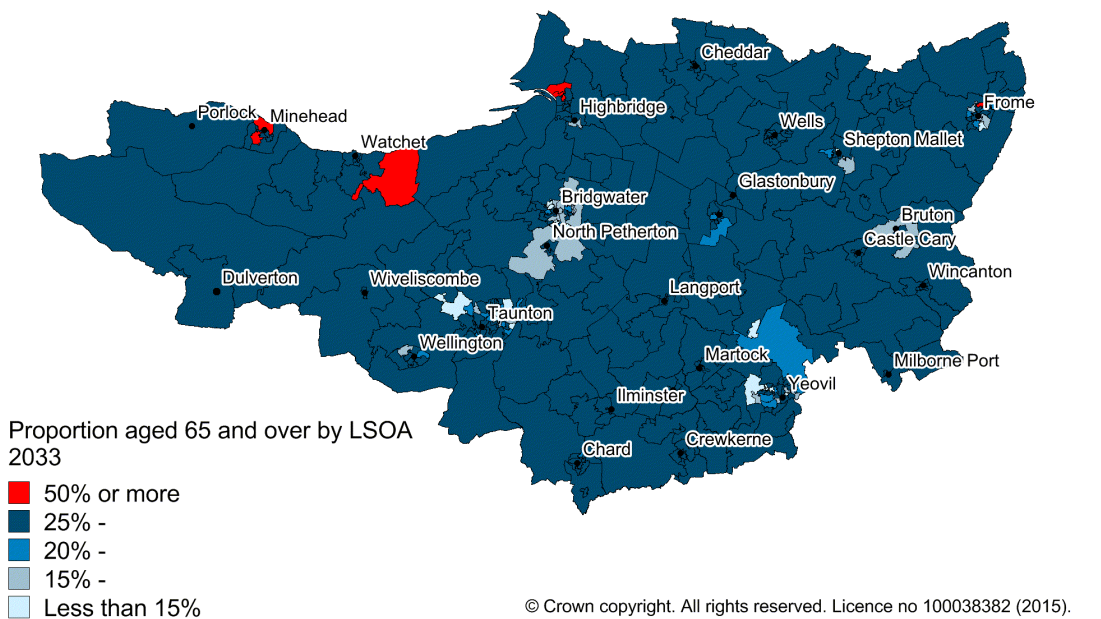 Cheddar
Porlock
Minehead
Highbridge
Frome
Wells
Watchet
Shepton Mallet
Glastonbury
Bridgwater
Bruton
North Petherton
Castle Cary
Dulverton
Wiveliscombe
Langport
Wincanton
Taunton
Wellington
Martock
Milborne Port
Yeovil
Ilminster
Crewkerne
Chard
Proportion aged 65 and over by LSOA
2033
50% or more
25% -
20% -
15% -
Less than 15%
© Crown copyright. All rights reserved. Licence no 100038382 (2015).